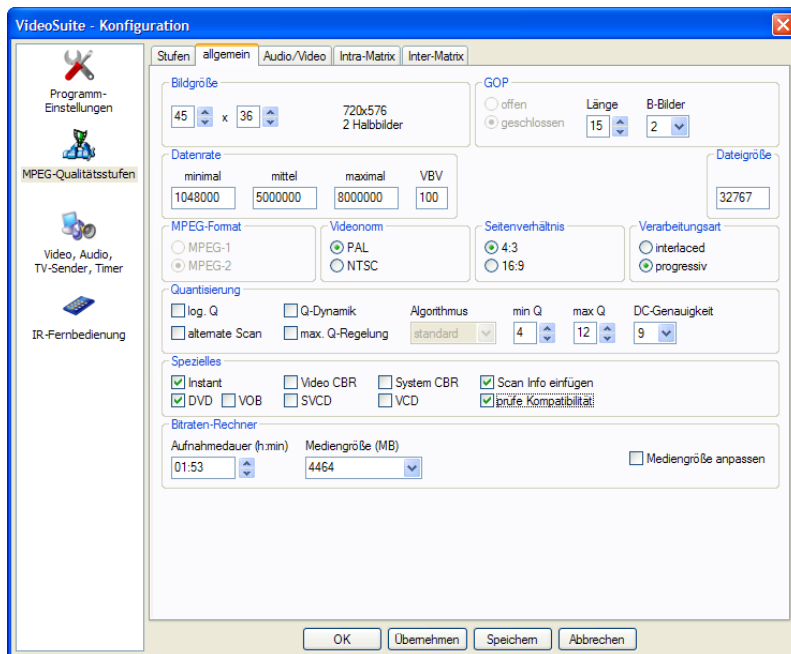 VideoSuite - Konfiguration
Programm-
Einstellungen
MPEG-Qualitätsstufen
Video, Audio,
TV-Sender, Timer
IR-Fernbedienung
Stufen allgemein Audio/Video Intra-Matrix Inter-Matrix
Bildgröße
45 x 36 720x576
2 Halbbilder
GOP
offen Länge B-Bilder
geschlossen 15 2
Datenrate
minimal mittel maximal VBV
1048000 5000000 8000000 100
Dateigröße
32767
MPEG-Format
MPEG-1
MPEG-2
Videonorm
PAL
NTSC
Seitenverhältnis
4:3
16:9
Verarbeitungsart
interlaced
progressiv
Quantisierung
log. Q Q-Dynamik Algorithmus min Q max Q DC-Genauigkeit
alternate Scan max. Q-Regelung standard 4 12 9
Spezielles
Instant Video CBR System CBR Scan Info einfügen
DVD VOB SVCD VCD prüfe Kompatibilität
Bitraten-Rechner
Aufnahmedauer (h:min) Mediengröße (MB)
01:53 4464 Mediengröße anpassen
OK Übernehmen Speichern Abbrechen